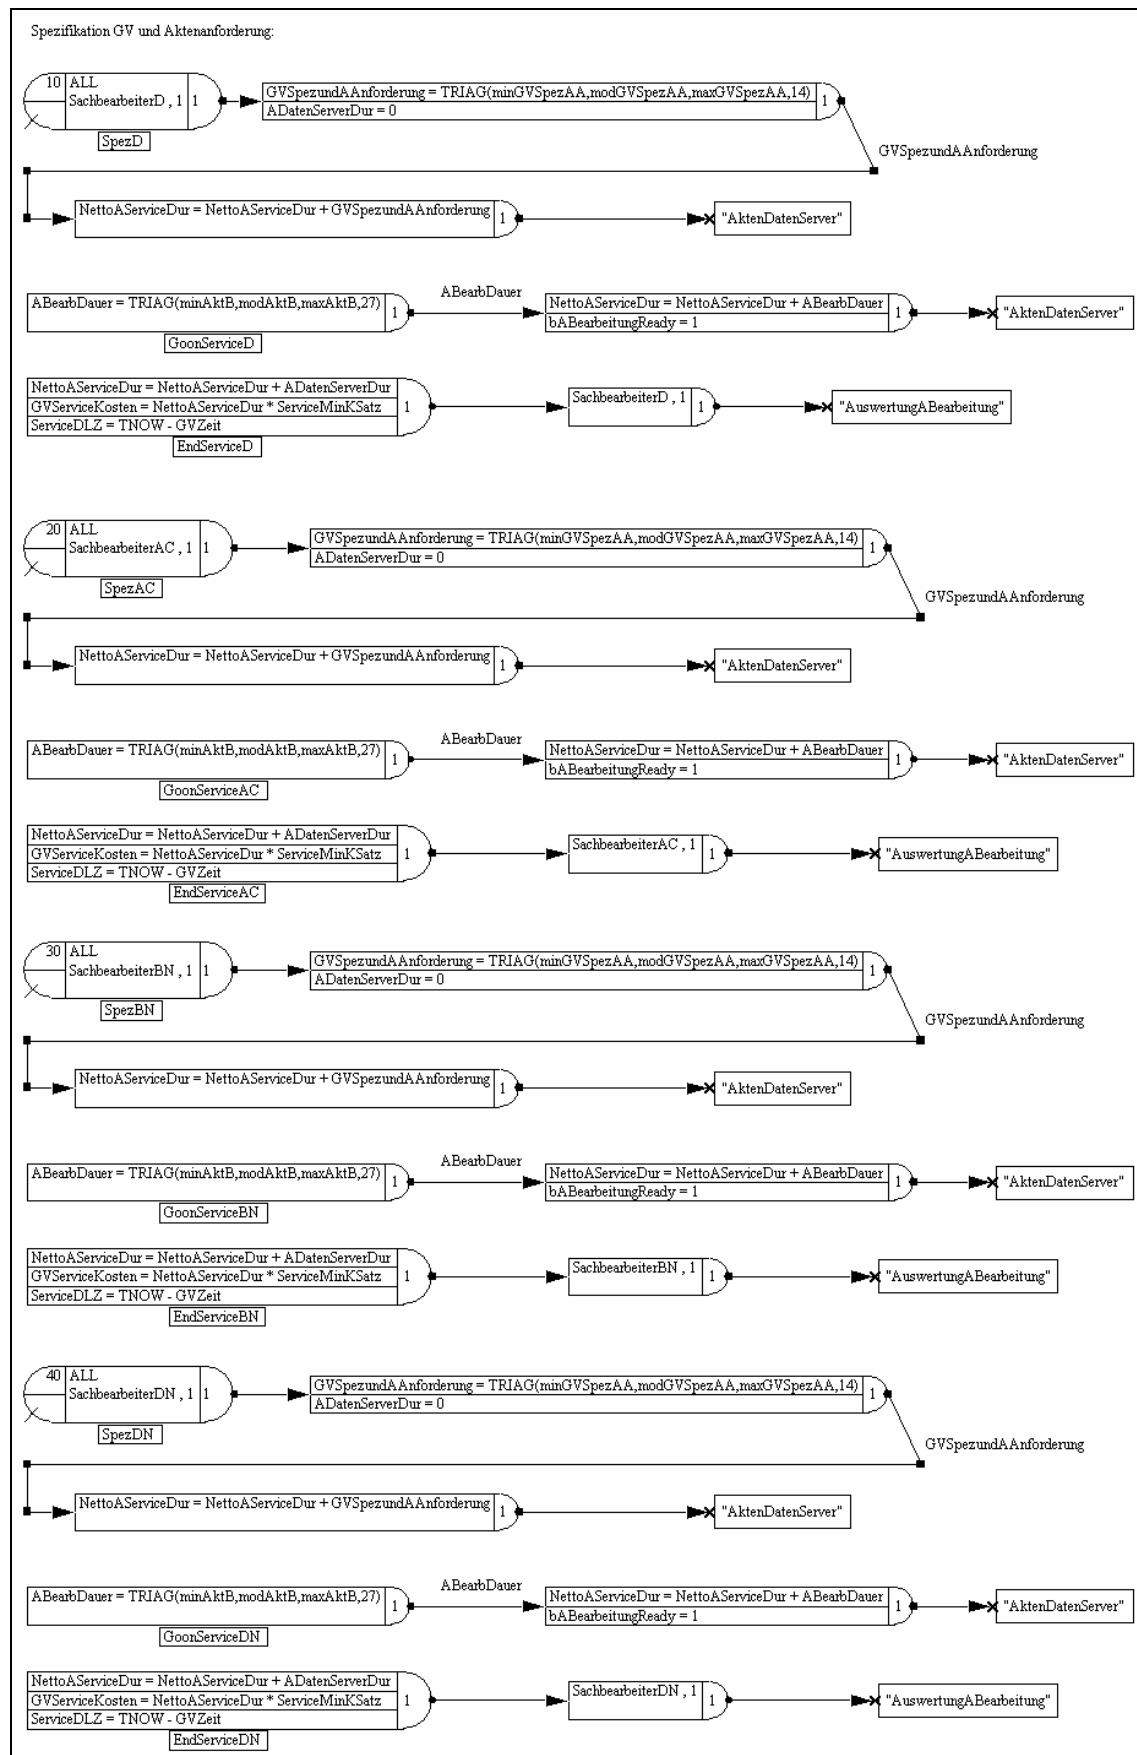 Spezifikation GV und Aktenanforderung:
10 ALL
SachbearbeiterD , 1 1
SpezD
GVSpezundAAnforderung = TRIAG(minGVSpezAA,modGVSpezAA,maxGVSpezAA,14) 1
ADatenServerDur = 0
GVSpezundAAnforderung
NettoAServiceDur = NettoAServiceDur + GVSpezundAAnforderung 1
"AktenDatenServer"
ABearbDauer = TRIAG(minAktB,modAktB,maxAktB,27) 1
GoonServiceD
ABearbDauer
NettoAServiceDur = NettoAServiceDur + ABearbDauer 1
bABearbeitungReady = 1
"AktenDatenServer"
NettoAServiceDur = NettoAServiceDur + ADatenServerDur
GVServiceKosten = NettoAServiceDur * ServiceMinKSatz 1
ServiceDLZ = TNOW - GVZeit
EndServiceD
SachbearbeiterD , 1 1
"AuswertungABearbeitung"
20 ALL
SachbearbeiterAC , 1 1
SpezAC
GVSpezundAAnforderung = TRIAG(minGVSpezAA,modGVSpezAA,maxGVSpezAA,14) 1
ADatenServerDur = 0
GVSpezundAAnforderung
NettoAServiceDur = NettoAServiceDur + GVSpezundAAnforderung 1
"AktenDatenServer"
ABearbDauer = TRIAG(minAktB,modAktB,maxAktB,27) 1
GoonServiceAC
ABearbDauer
NettoAServiceDur = NettoAServiceDur + ABearbDauer 1
bABearbeitungReady = 1
"AktenDatenServer"
NettoAServiceDur = NettoAServiceDur + ADatenServerDur
GVServiceKosten = NettoAServiceDur * ServiceMinKSatz 1
ServiceDLZ = TNOW - GVZeit
EndServiceAC
SachbearbeiterAC , 1 1
"AuswertungABearbeitung"
30 ALL
SachbearbeiterBN , 1 1
SpezBN
GVSpezundAAnforderung = TRIAG(minGVSpezAA,modGVSpezAA,maxGVSpezAA,14) 1
ADatenServerDur = 0
GVSpezundAAnforderung
NettoAServiceDur = NettoAServiceDur + GVSpezundAAnforderung 1
"AktenDatenServer"
ABearbDauer = TRIAG(minAktB,modAktB,maxAktB,27) 1
GoonServiceBN
ABearbDauer
NettoAServiceDur = NettoAServiceDur + ABearbDauer 1
bABearbeitungReady = 1
"AktenDatenServer"
NettoAServiceDur = NettoAServiceDur + ADatenServerDur
GVServiceKosten = NettoAServiceDur * ServiceMinKSatz 1
ServiceDLZ = TNOW - GVZeit
EndServiceBN
SachbearbeiterBN , 1 1
"AuswertungABearbeitung"
40 ALL
SachbearbeiterDN , 1 1
SpezDN
GVSpezundAAnforderung = TRIAG(minGVSpezAA,modGVSpezAA,maxGVSpezAA,14) 1
ADatenServerDur = 0
GVSpezundAAnforderung
NettoAServiceDur = NettoAServiceDur + GVSpezundAAnforderung 1
"AktenDatenServer"
ABearbDauer = TRIAG(minAktB,modAktB,maxAktB,27) 1
GoonServiceDN
ABearbDauer
NettoAServiceDur = NettoAServiceDur + ABearbDauer 1
bABearbeitungReady = 1
"AktenDatenServer"
NettoAServiceDur = NettoAServiceDur + ADatenServerDur
GVServiceKosten = NettoAServiceDur * ServiceMinKSatz 1
ServiceDLZ = TNOW - GVZeit
EndServiceDN
SachbearbeiterDN , 1 1
"AuswertungABearbeitung"